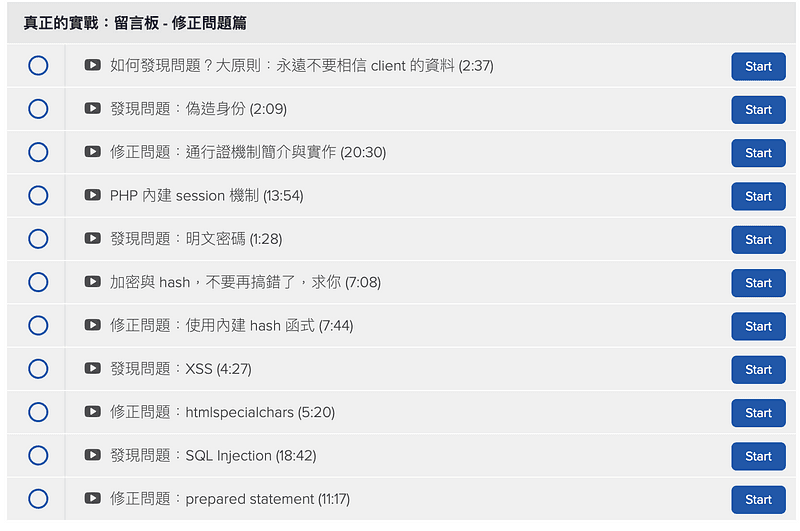 真正的實戰：留言板 - 修正問題篇
如何發現問題？大原則：永遠不要相信 client 的資料 (2:37) Start
發現問題：偽造身份 (2:09) Start
修正問題：通行證機制簡介與實作 (20:30) Start
PHP 內建 session 機制 (13:54) Start
發現問題：明文密碼 (1:28) Start
加密與 hash，不要再搞錯了，求你 (7:08) Start
修正問題：使用內建 hash 函式 (7:44) Start
發現問題：XSS (4:27) Start
修正問題：htmlspecialchars (5:20) Start
發現問題：SQL Injection (18:42) Start
修正問題：prepared statement (11:17) Start